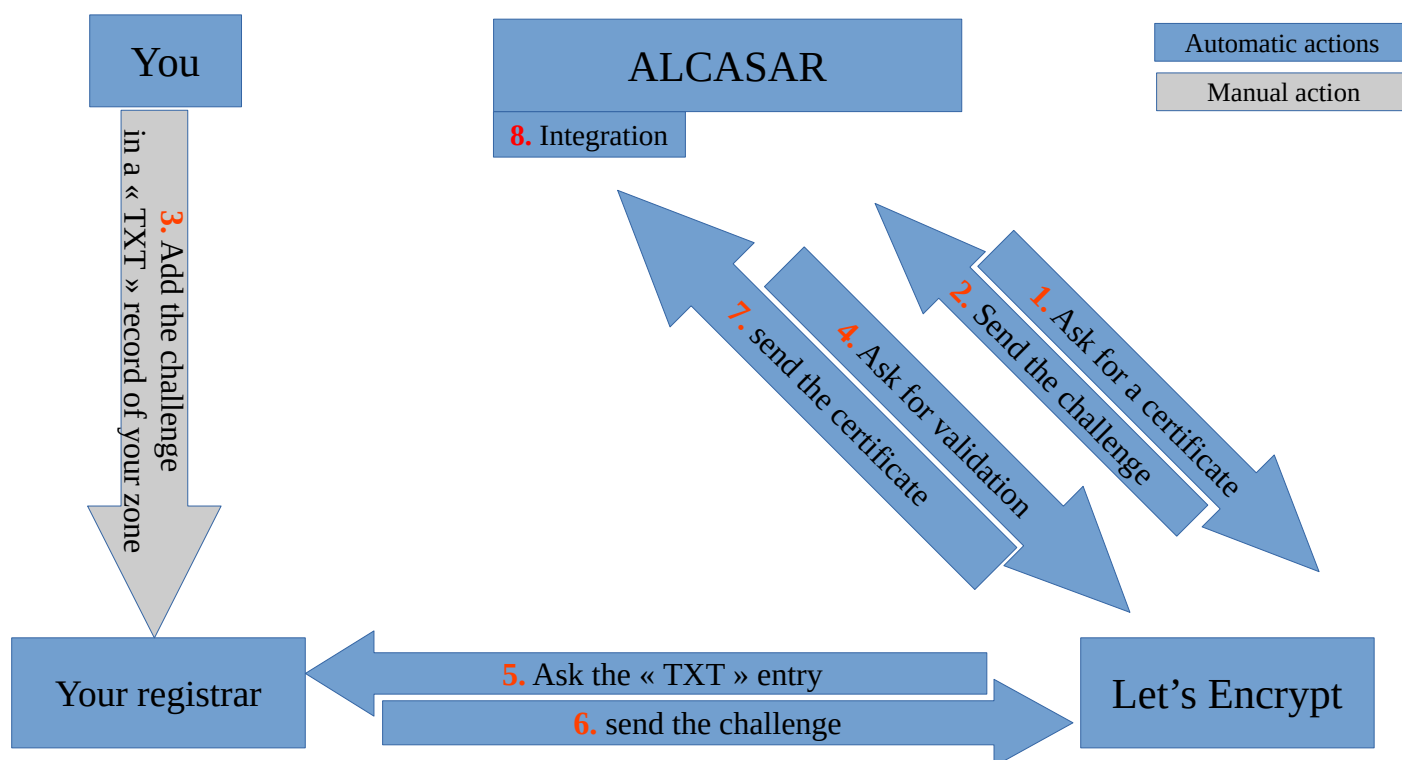 You
ALCASAR
Automatic actions
Manual action
8. Integration
3. Add the challenge
in a « TXT » record of your zone
1. Ask for a certificate
2. Send the challenge
4. Ask for validation
7. send the certificate
Your registrar
5. Ask the « TXT » entry
6. send the challenge
Let’s Encrypt